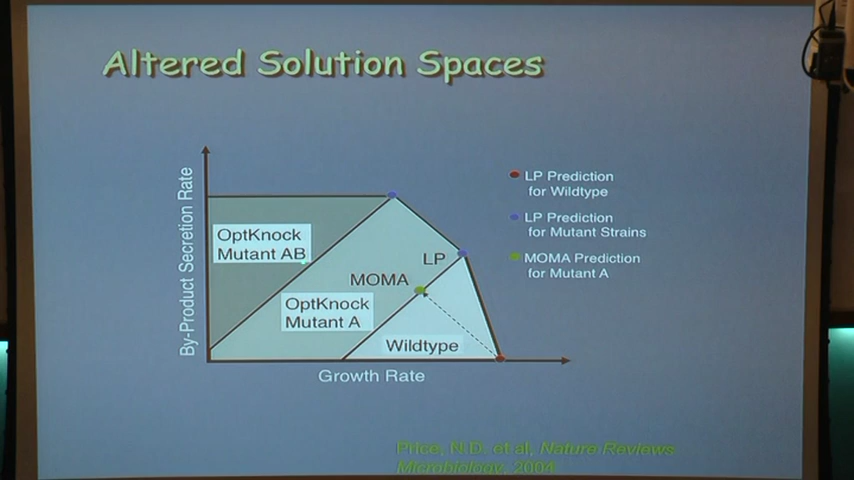 Altered Solution Spaces
By-Product Secretion Rate
OptKnock
Mutant AB
OptKnock
Mutant A
MOMA
LP
Wildtype
Growth Rate
LP Prediction
for Wildtype
LP Prediction
for Mutant Strains
MOMA Prediction
for Mutant A
Price, N.D. et al, Nature Reviews
Microbiology, 2004